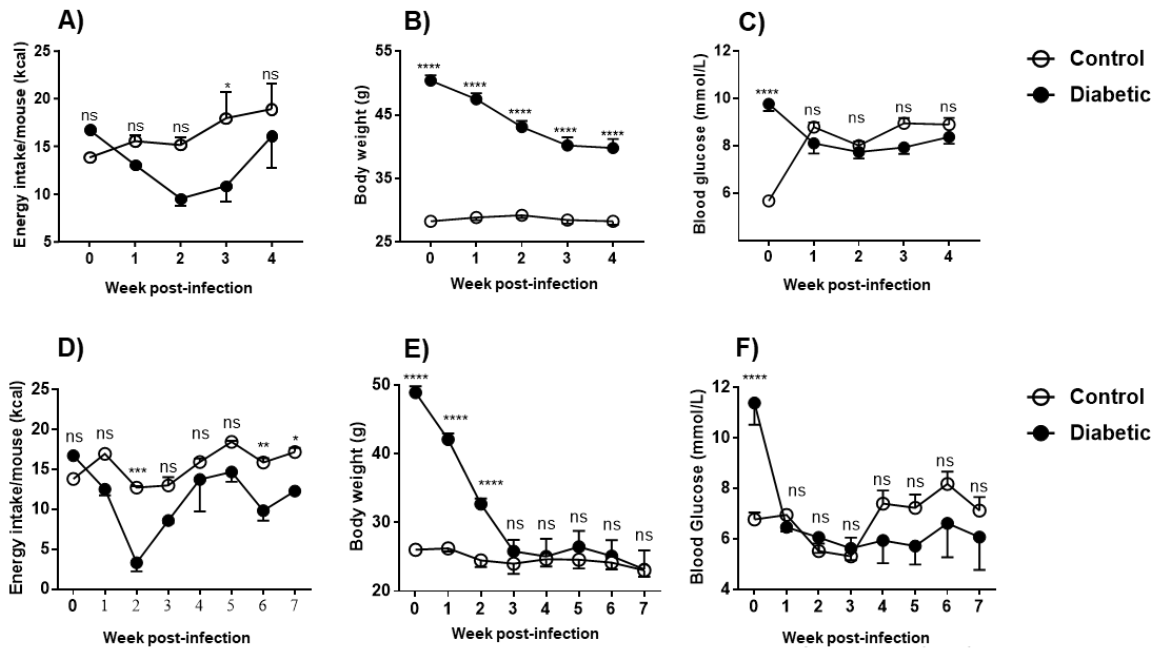 A)
Energy intake/mouse (kcal)
25
20
15
10
5
ns
ns
ns
*
ns
0 1 2 3 4
Week post-infection
B)
Body weight (g)
55
45
35
25
****
****
****
****
****
0 1 2 3 4
Week post-infection
C)
Blood glucose (mmol/L)
12
10
8
6
****
ns
ns
ns
ns
0 1 2 3 4
Week post-infection
Control
Diabetic
D)
Energy intake/mouse (kcal)
25
20
15
10
5
0
ns
ns
***
ns
ns
ns
**
*
0 1 2 3 4 5 6 7
Week post-infection
E)
Body weight (g)
50
40
30
20
****
****
****
ns
ns
ns
ns
ns
0 1 2 3 4 5 6 7
Week post-infection
F)
Blood Glucose (mmol/L)
12
10
8
6
4
****
ns
ns
ns
ns
ns
ns
ns
0 1 2 3 4 5 6 7
Week post-infection
Control
Diabetic